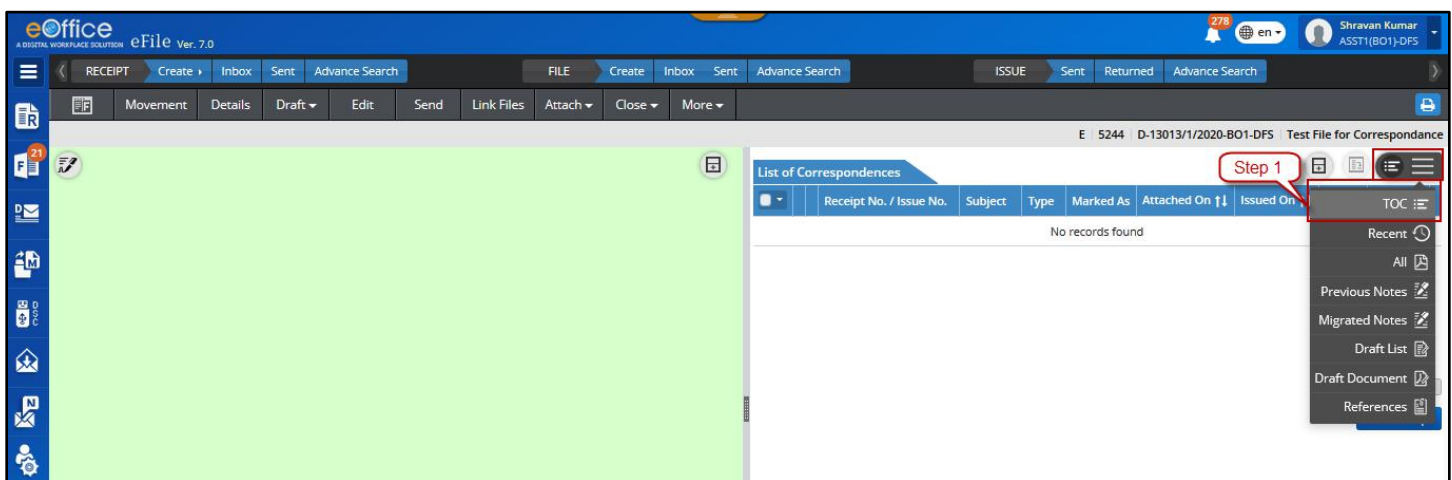 eOffice
A DIGITAL WORKPLACE SOLUTION eFile Ver. 7.0
278
en
Shravan Kumar
ASST1(BO1)-DFS
RECEIPT Create Inbox Sent Advance Search FILE Create Inbox Sent Advance Search ISSUE Sent Returned Advance Search
Movement Details Draft Edit Send Link Files Attach Close More
E 5244 D-13013/1/2020-BO1-DFS Test File for Correspondance
R
F 21
D
M
DSC
N
List of Correspondences
Step 1
Receipt No. / Issue No. Subject Type Marked As Attached On Issued On
No records found
TOC
Recent
All
Previous Notes
Migrated Notes
Draft List
Draft Document
References